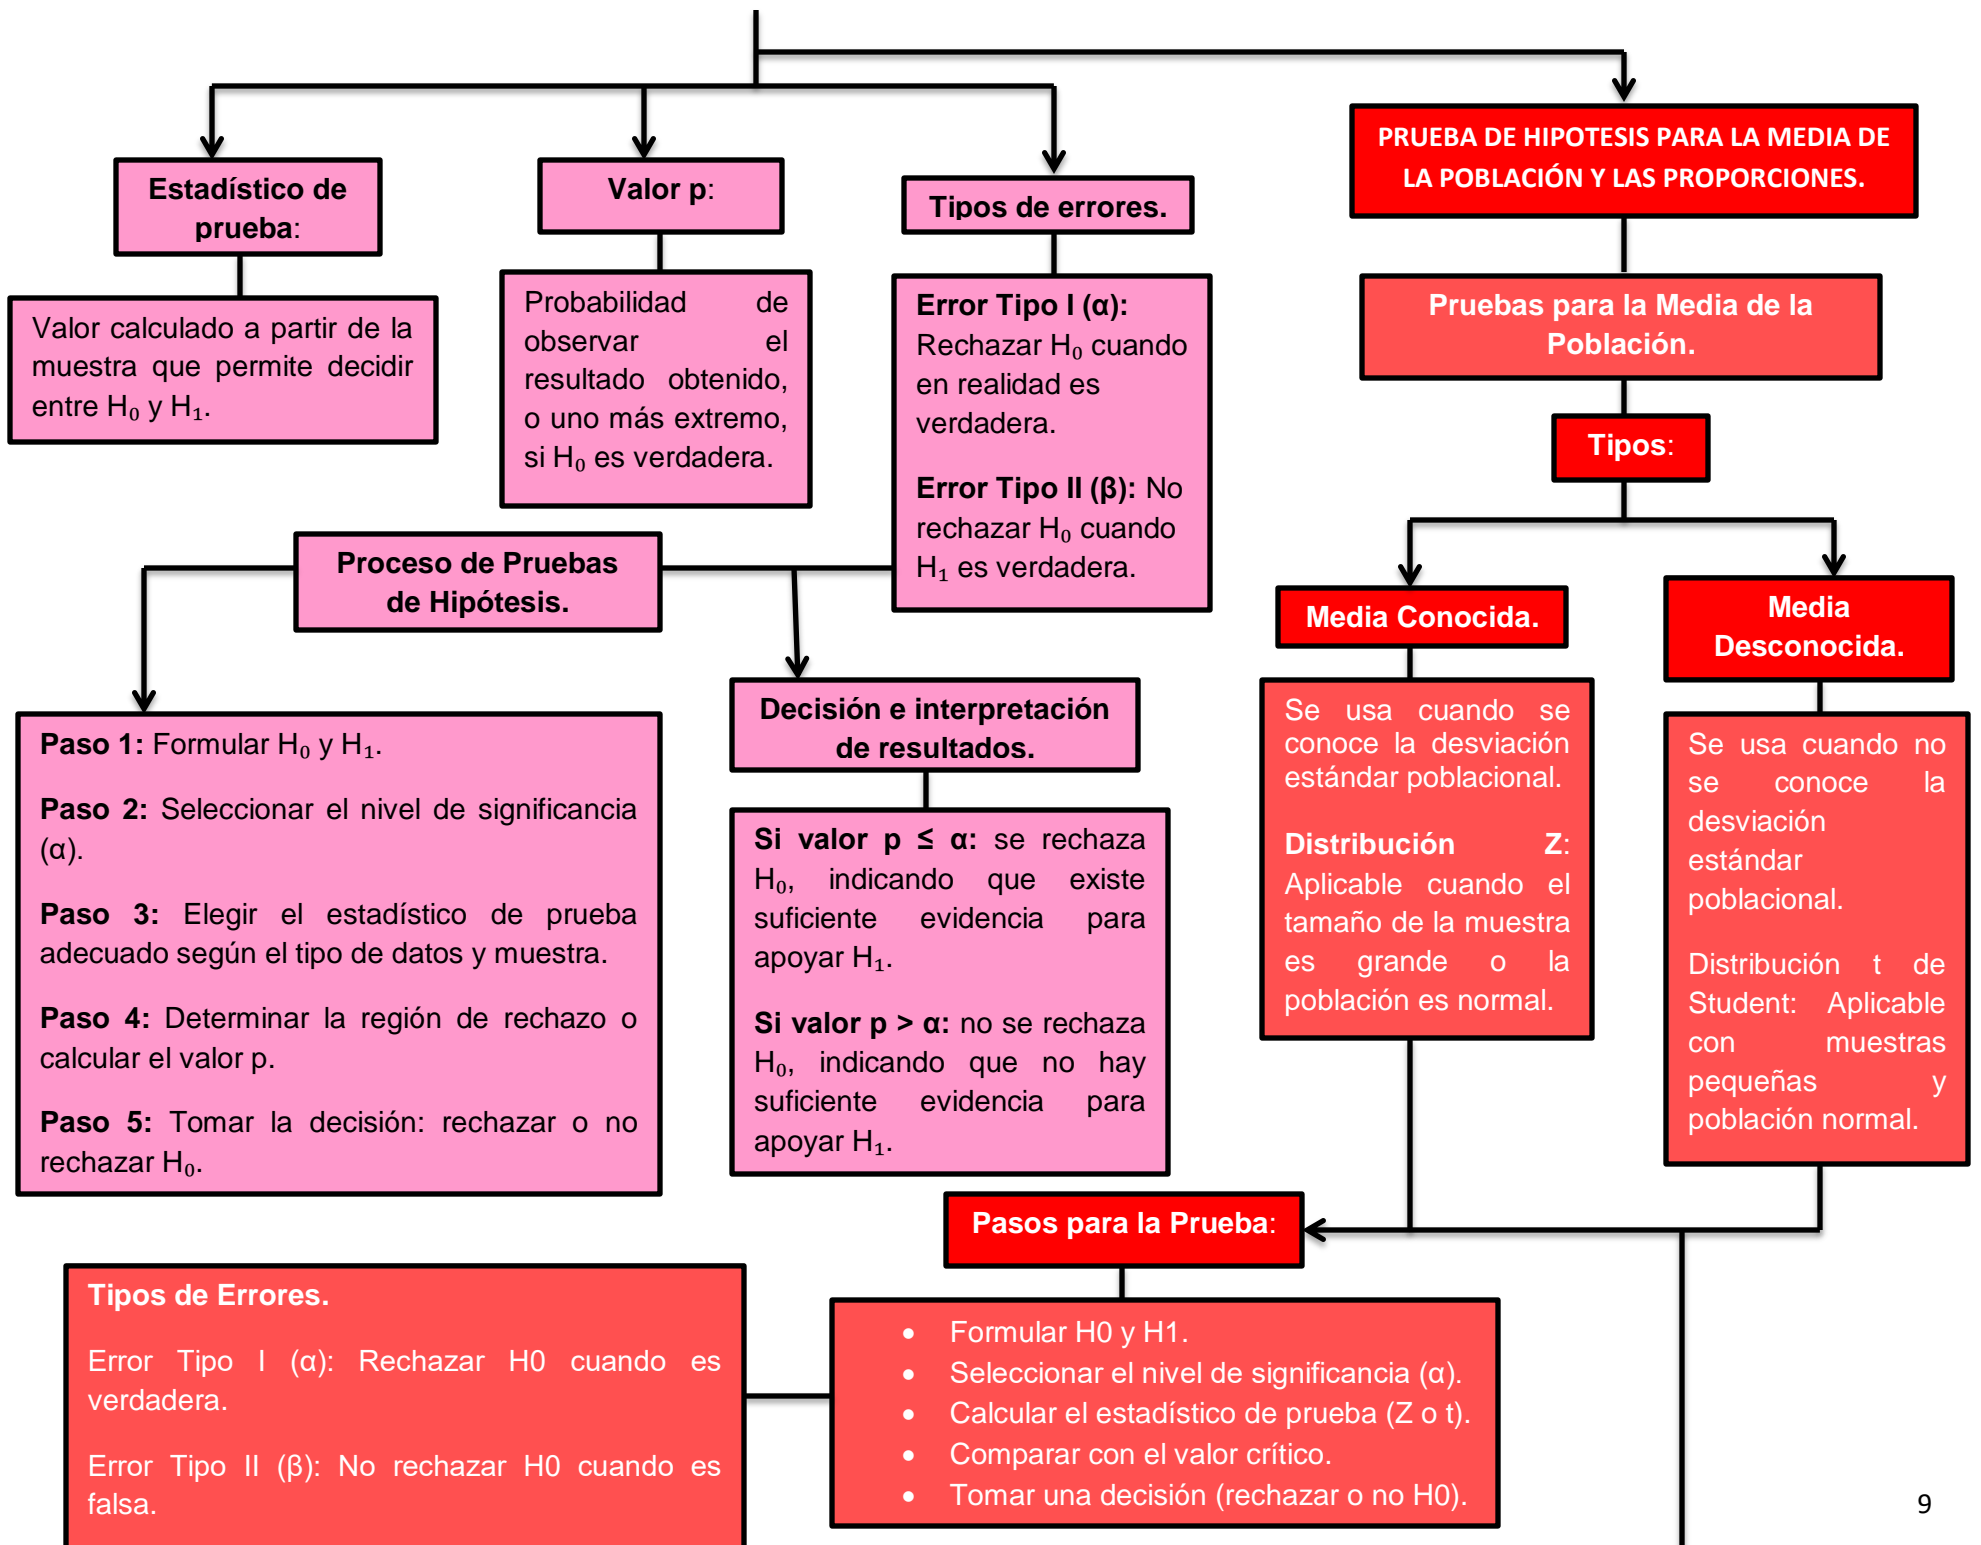 Estadístico de
prueba:
Valor calculado a partir de la
muestra que permite decidir
entre H₀ y H₁.
Valor p:
Probabilidad de
observar el
resultado obtenido,
o uno más extremo,
si H₀ es verdadera.
Tipos de errores.
Error Tipo I (α):
Rechazar H₀ cuando
en realidad es
verdadera.
Error Tipo II (β): No
rechazar H₀ cuando
H₁ es verdadera.
Proceso de Pruebas
de Hipótesis.
Paso 1: Formular H₀ y H₁.
Paso 2: Seleccionar el nivel de significancia
(α).
Paso 3: Elegir el estadístico de prueba
adecuado según el tipo de datos y muestra.
Paso 4: Determinar la región de rechazo o
calcular el valor p.
Paso 5: Tomar la decisión: rechazar o no
rechazar H₀.
Decisión e interpretación
de resultados.
Si valor p ≤ α: se rechaza
H₀, indicando que existe
suficiente evidencia para
apoyar H₁.
Si valor p > α: no se rechaza
H₀, indicando que no hay
suficiente evidencia para
apoyar H₁.
PRUEBA DE HIPOTESIS PARA LA MEDIA DE
LA POBLACIÓN Y LAS PROPORCIONES.
Pruebas para la Media de la
Población.
Tipos:
Media Conocida.
Se usa cuando se
conoce la desviación
estándar poblacional.
Distribución Z:
Aplicable cuando el
tamaño de la muestra
es grande o la
población es normal.
Media
Desconocida.
Se usa cuando no
se conoce la
desviación
estándar
poblacional.
Distribución t de
Student: Aplicable
con muestras
pequeñas y
población normal.
Pasos para la Prueba:
• Formular H0 y H1.
• Seleccionar el nivel de significancia (α).
• Calcular el estadístico de prueba (Z o t).
• Comparar con el valor crítico.
• Tomar una decisión (rechazar o no H0).
Tipos de Errores.
Error Tipo I (α): Rechazar H0 cuando es
verdadera.
Error Tipo II (β): No rechazar H0 cuando es
falsa.
9